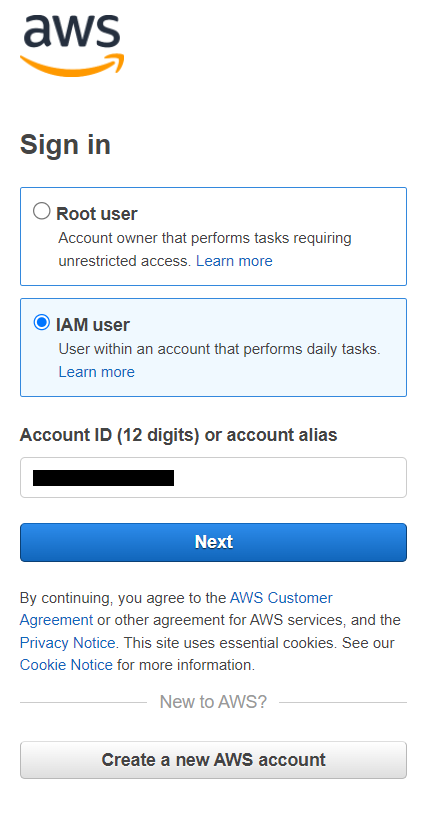 aws
Sign in
Root user
Account owner that performs tasks requiring
unrestricted access. Learn more
IAM user
User within an account that performs daily tasks.
Learn more
Account ID (12 digits) or account alias
Next
By continuing, you agree to the AWS Customer
Agreement or other agreement for AWS services, and the
Privacy Notice. This site uses essential cookies. See our
Cookie Notice for more information.
New to AWS?
Create a new AWS account